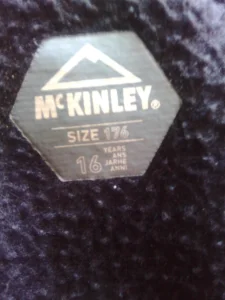 McKINLEY®
SIZE 176
16 YEARS
ANS
JAHRE
ANNI